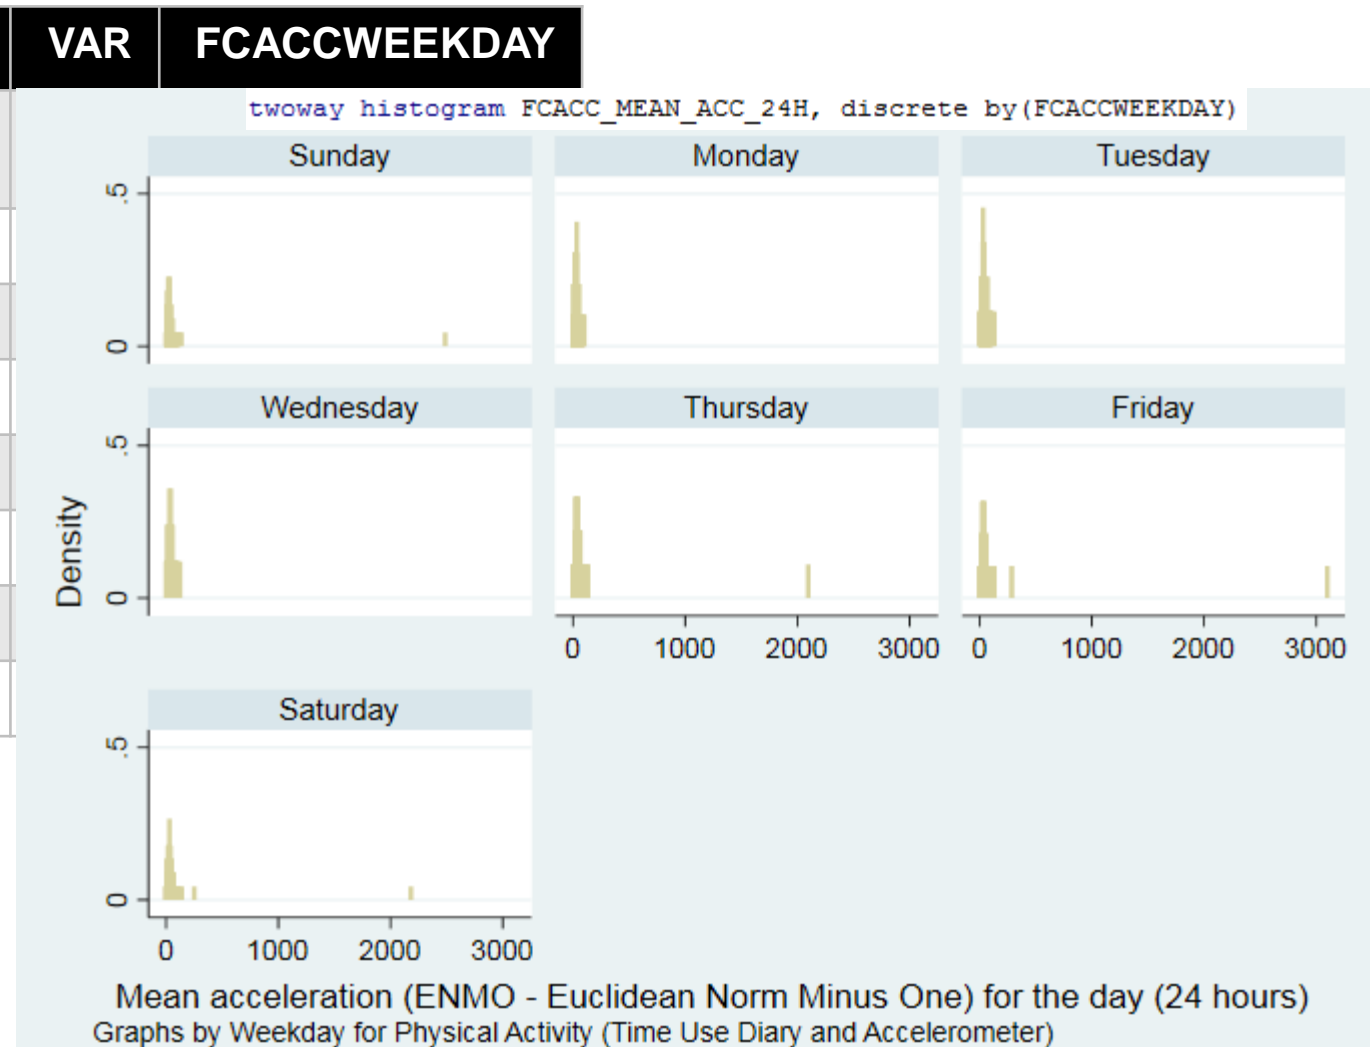 VAR FCACCWEEKDAY
twoway histogram FCACC_MEAN_ACC_24H, discrete by(FCACCWEEKDAY)
Sunday Monday Tuesday
.5
0
Wednesday Thursday Friday
.5
0
Density
0 1000 2000 3000 0 1000 2000 3000
Saturday
.5
0
0 1000 2000 3000
Mean acceleration (ENMO - Euclidean Norm Minus One) for the day (24 hours)
Graphs by Weekday for Physical Activity (Time Use Diary and Accelerometer)